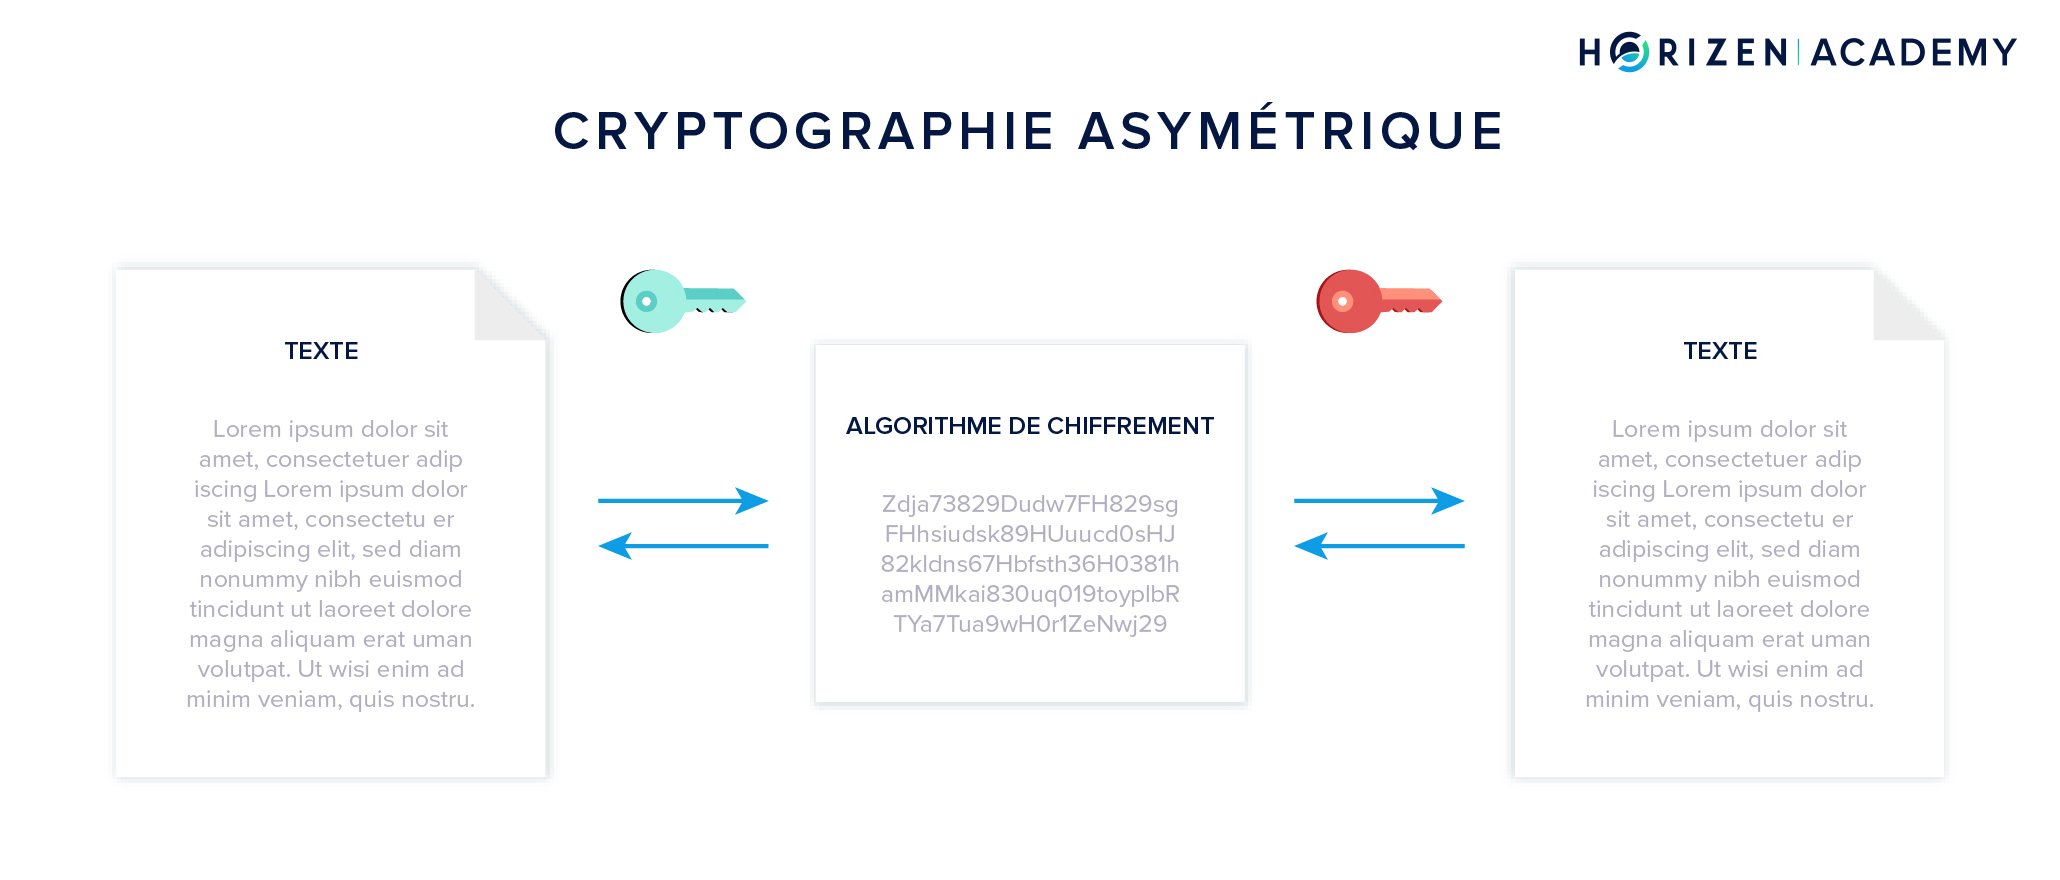 HORIZEN | ACADEMY
CRYPTOGRAPHIE ASYMÉTRIQUE
TEXTE
Lorem ipsum dolor sit
amet, consectetuer adip
iscing Lorem ipsum dolor
sit amet, consectetu er
adipiscing elit, sed diam
nonummy nibh euismod
tincidunt ut laoreet dolore
magna aliquam erat uman
volutpat. Ut wisi enim ad
minim veniam, quis nostru.
ALGORITHME DE CHIFFREMENT
Zdja73829Dudw7FH829sg
FHhsiudsk89HUuucd0sHJ
82kldns67Hbfsth36H0381h
amMMkai830uq019toyplbR
TYa7Tua9wH0r1ZeNwj29
TEXTE
Lorem ipsum dolor sit
amet, consectetuer adip
iscing Lorem ipsum dolor
sit amet, consectetu er
adipiscing elit, sed diam
nonummy nibh euismod
tincidunt ut laoreet dolore
magna aliquam erat uman
volutpat. Ut wisi enim ad
minim veniam, quis nostru.